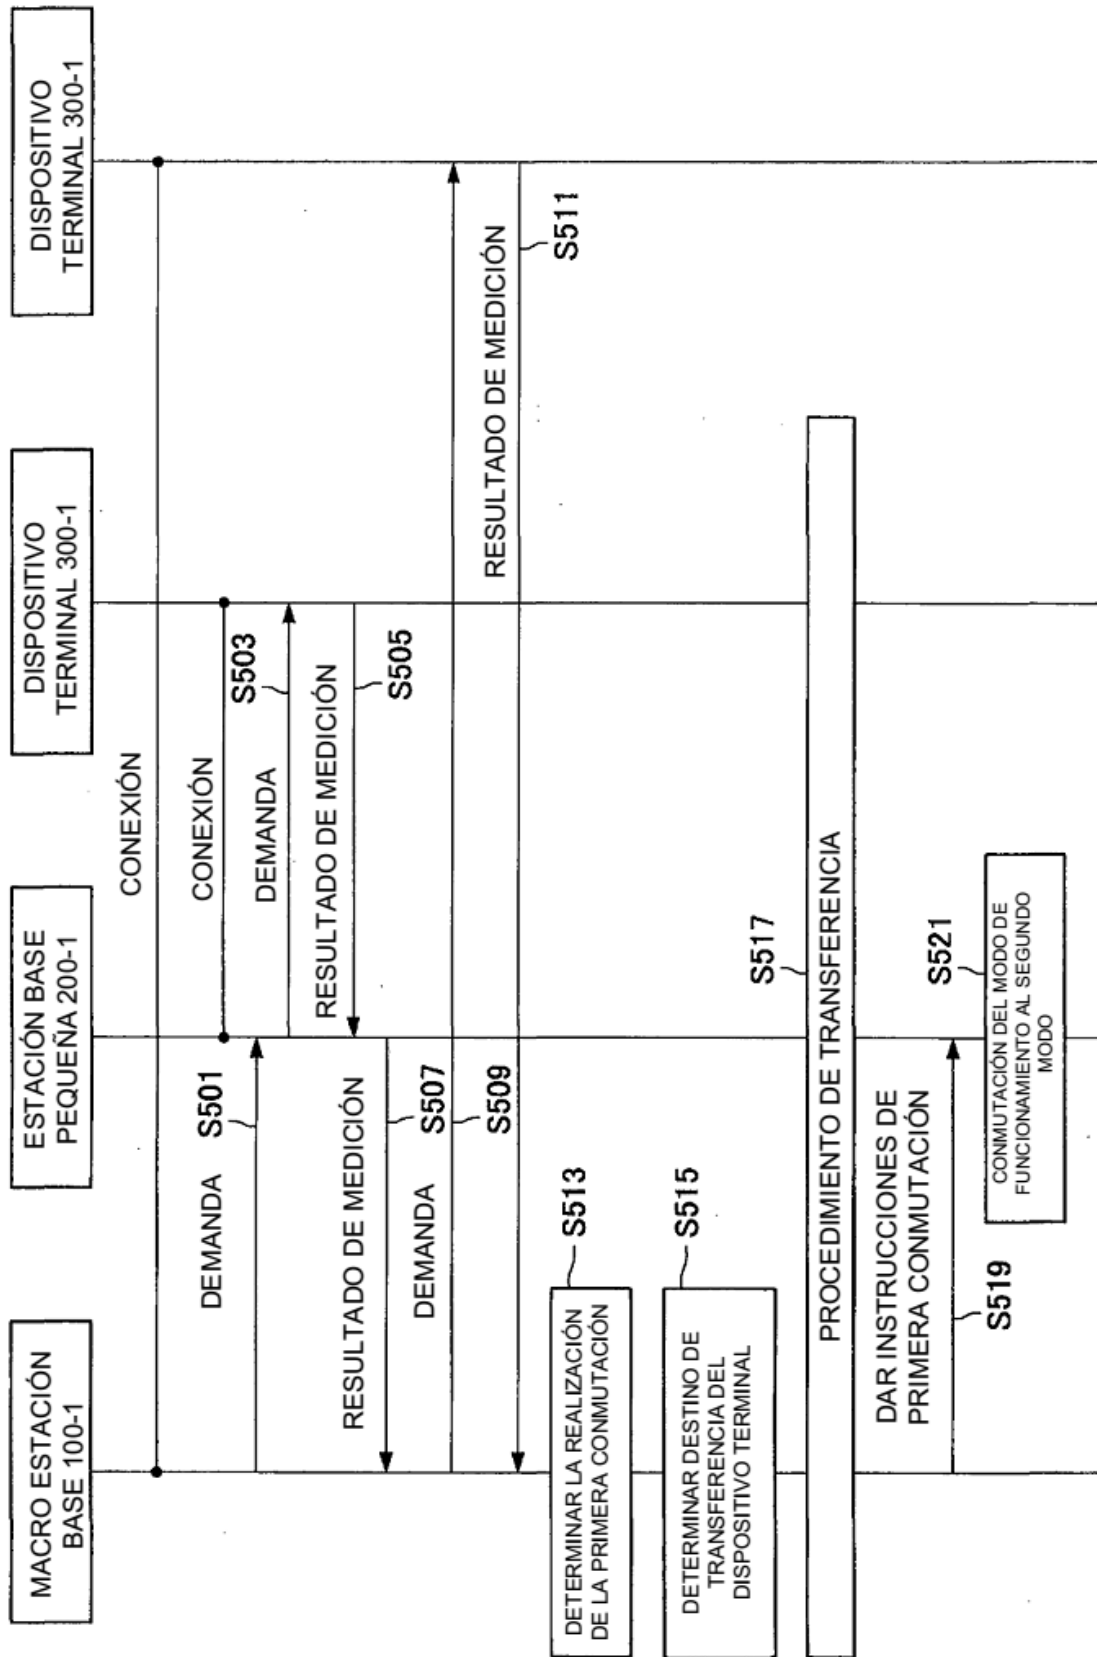 MACRO ESTACIÓN
BASE 100-1
ESTACIÓN BASE
PEQUEÑA 200-1
DISPOSITIVO
TERMINAL 300-1
DISPOSITIVO
TERMINAL 300-1
CONEXIÓN
CONEXIÓN
DEMANDA
S501
DEMANDA
S503
RESULTADO DE MEDICIÓN
S505
RESULTADO DE MEDICIÓN
S507
DEMANDA
S509
RESULTADO DE MEDICIÓN
S511
DETERMINAR LA REALIZACIÓN
DE LA PRIMERA CONMUTACIÓN
S513
DETERMINAR DESTINO DE
TRANSFERENCIA DEL
DISPOSITIVO TERMINAL
S515
PROCEDIMIENTO DE TRANSFERENCIA
S517
DAR INSTRUCCIONES DE
PRIMERA CONMUTACIÓN
S519
CONMUTACIÓN DEL MODO DE
FUNCIONAMIENTO AL SEGUNDO
MODO
S521